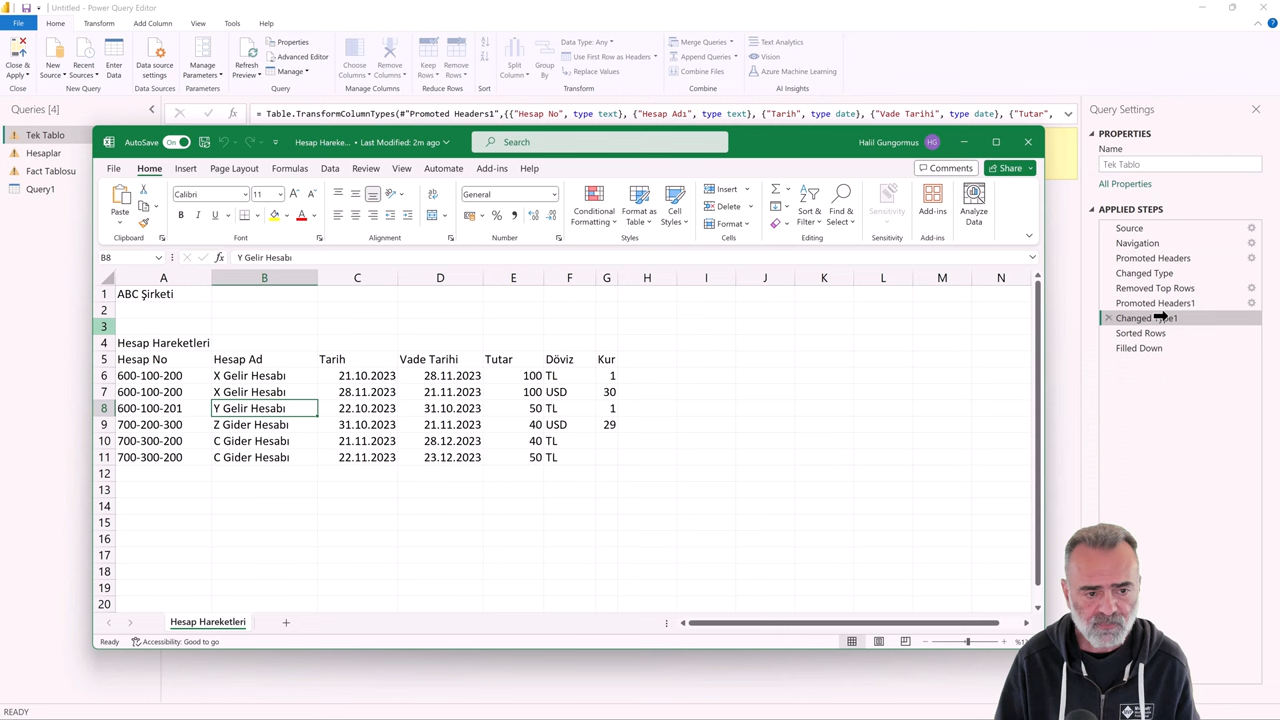 Untitled - Power Query Editor
File Home Transform Add Column View Tools Help
Close & Apply
New Source
Recent Sources
Enter Data
Data source settings
Manage Parameters
Refresh Preview
Properties
Advanced Editor
Manage
Choose Columns
Remove Columns
Keep Rows
Remove Rows
Split Column
Group By
Data Type: Any
Use First Row as Headers
Replace Values
Merge Queries
Append Queries
Combine Files
Text Analytics
Vision
Azure Machine Learning
Close New Query Data Sources Parameters Query Manage Columns Reduce Rows Sort Transform Combine AI Insights
Queries [4]
Tek Tablo
Hesaplar
Fact Tablosu
Query1
= Table.TransformColumnTypes(#"Promoted Headers1",{{"Hesap No", type text}, {"Hesap Adı", type text}, {"Tarih", type date}, {"Vade Tarihi", type date}, {"Tutar",
AutoSave On Hesap Hareke... • Last Modified: 2m ago Search Halil Gungormus HG
File Home Insert Draw Page Layout Formulas Data Review View Automate Add-ins Help Comments Share
Paste
Calibri 11
General
Conditional Formatting
Format as Table
Cell Styles
Insert
Delete
Format
Sort & Filter
Find & Select
Sensitivity
Add-ins
Analyze Data
Clipboard Font Alignment Number Styles Cells Editing Sensitivity Add-ins
B8 fx Y Gelir Hesabı
A B C D E F G H I J K L M N
1 ABC Şirketi
2
3
4 Hesap Hareketleri
5 Hesap No Hesap Ad Tarih Vade Tarihi Tutar Döviz Kur
6 600-100-200 X Gelir Hesabı 21.10.2023 28.11.2023 100 TL 1
7 600-100-200 X Gelir Hesabı 28.11.2023 21.11.2023 100 USD 30
8 600-100-201 Y Gelir Hesabı 22.10.2023 31.10.2023 50 TL 1
9 700-200-300 Z Gider Hesabı 31.10.2023 21.11.2023 40 USD 29
10 700-300-200 C Gider Hesabı 21.11.2023 28.12.2023 40 TL
11 700-300-200 C Gider Hesabı 22.11.2023 23.12.2023 50 TL
12
13
14
15
16
17
18
19
20
Hesap Hareketleri
Ready Accessibility: Good to go
Query Settings
PROPERTIES
Name
Tek Tablo
All Properties
APPLIED STEPS
Source
Navigation
Promoted Headers
Changed Type
Removed Top Rows
Promoted Headers1
Changed Type1
Sorted Rows
Filled Down
READY